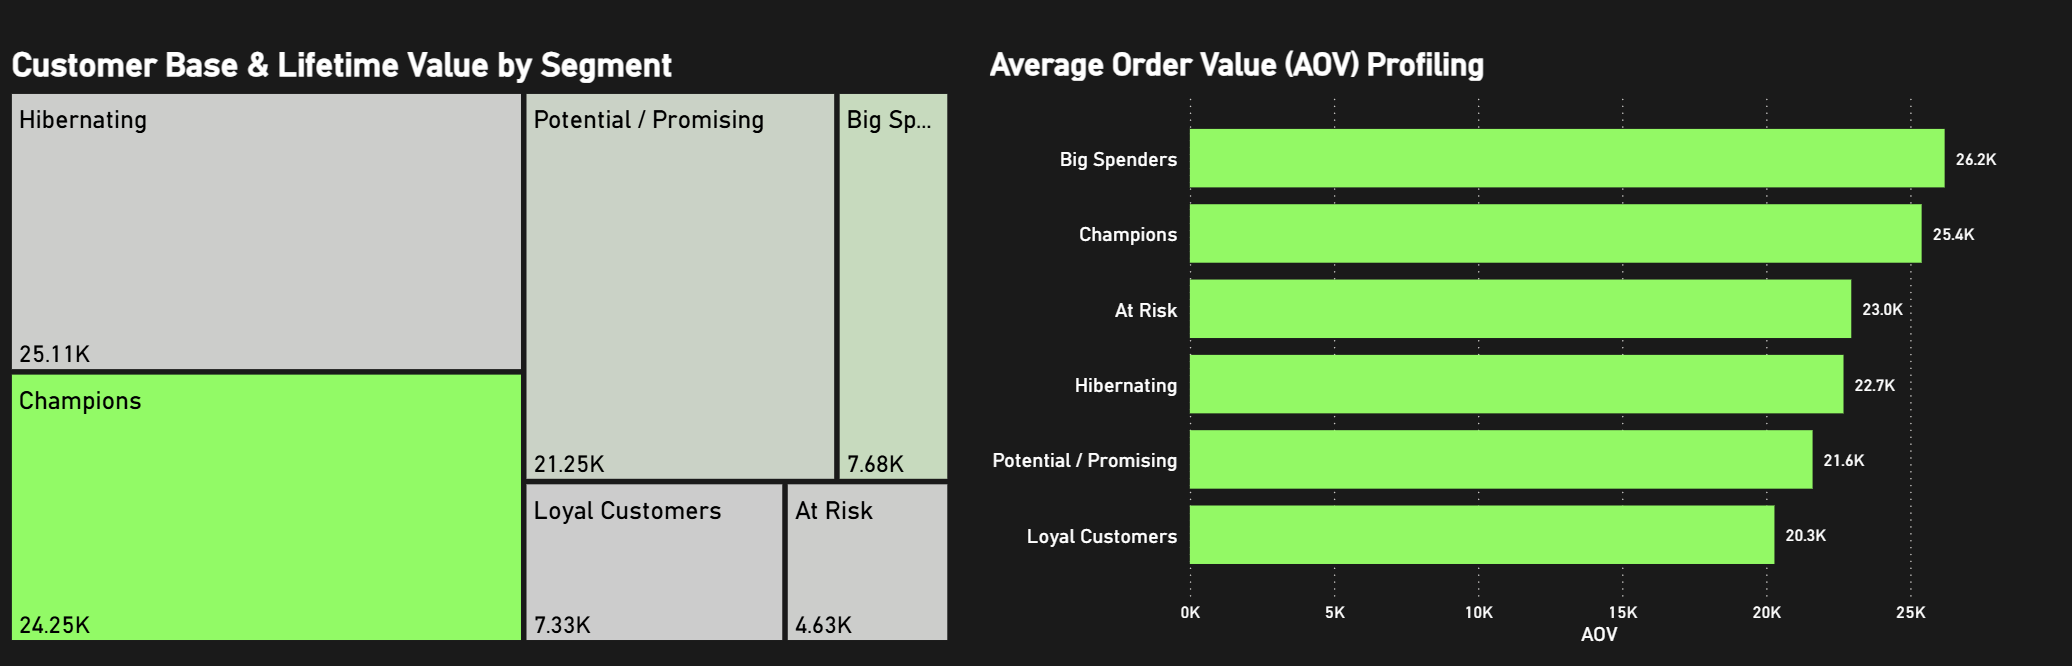 Customer Base & Lifetime Value by Segment
Hibernating
25.11K
Champions
24.25K
Potential / Promising
21.25K
Big Sp...
7.68K
Loyal Customers
7.33K
At Risk
4.63K
Average Order Value (AOV) Profiling
Big Spenders 26.2K
Champions 25.4K
At Risk 23.0K
Hibernating 22.7K
Potential / Promising 21.6K
Loyal Customers 20.3K
0K 5K 10K 15K 20K 25K
AOV